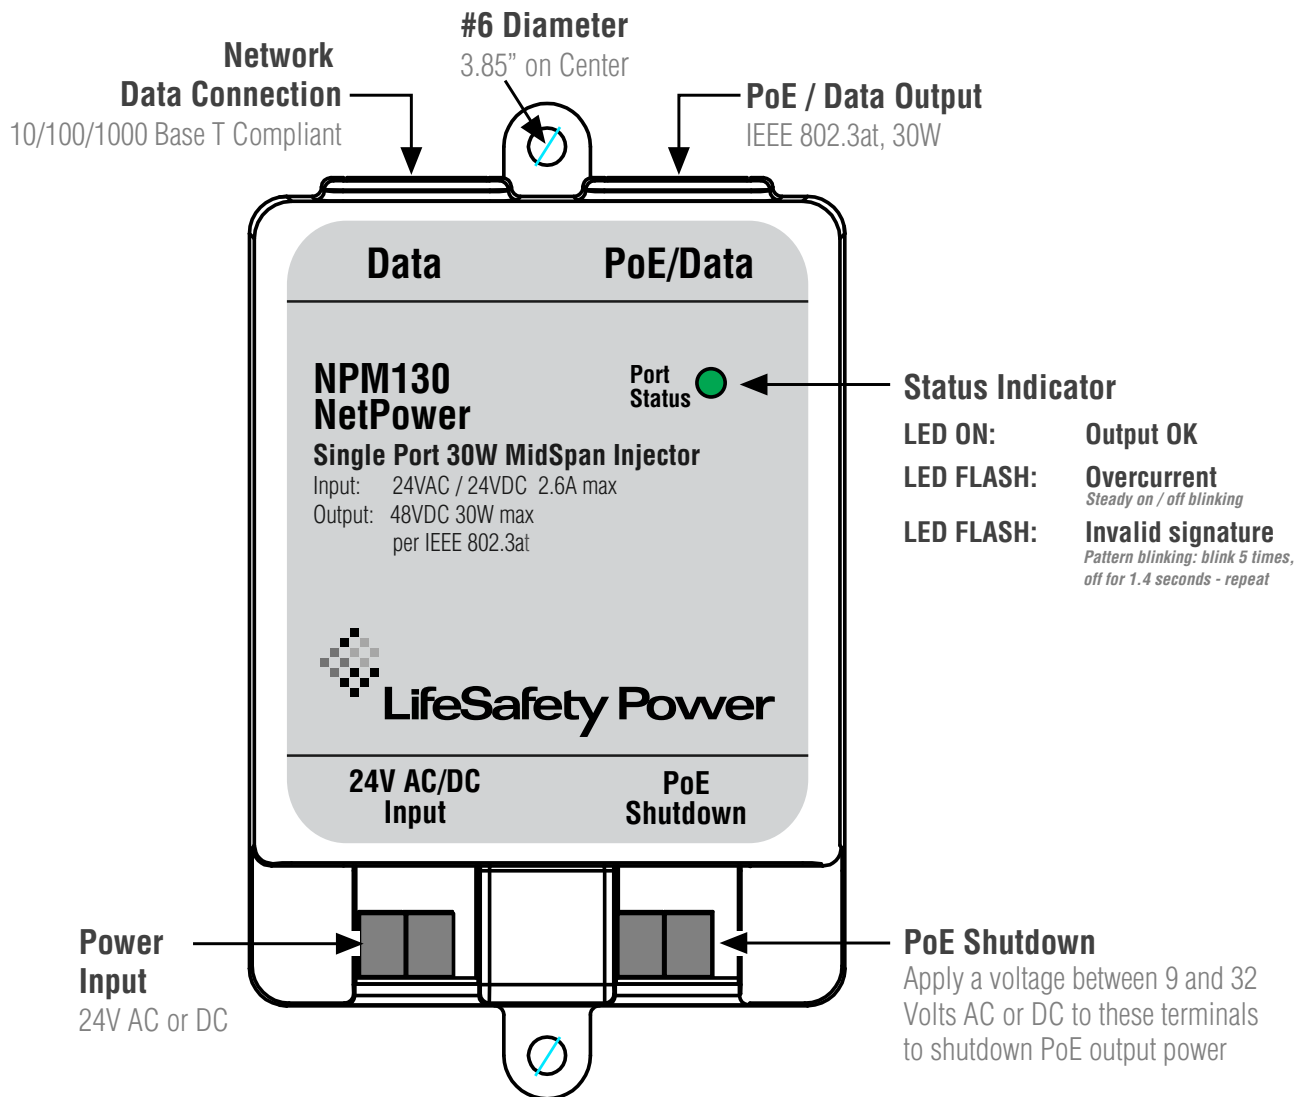 #6 Diameter
3.85” on Center
Network
Data Connection
10/100/1000 Base T Compliant
PoE / Data Output
IEEE 802.3at, 30W
Data
PoE/Data
NPM130
NetPower
Port
Status
Single Port 30W MidSpan Injector
Input: 24VAC / 24VDC 2.6A max
Output: 48VDC 30W max
per IEEE 802.3at
Status Indicator
LED ON: Output OK
LED FLASH: Overcurrent
Steady on / off blinking
LED FLASH: Invalid signature
Pattern blinking: blink 5 times,
off for 1.4 seconds - repeat
LifeSafety Power
24V AC/DC
Input
PoE
Shutdown
Power
Input
24V AC or DC
PoE Shutdown
Apply a voltage between 9 and 32
Volts AC or DC to these terminals
to shutdown PoE output power